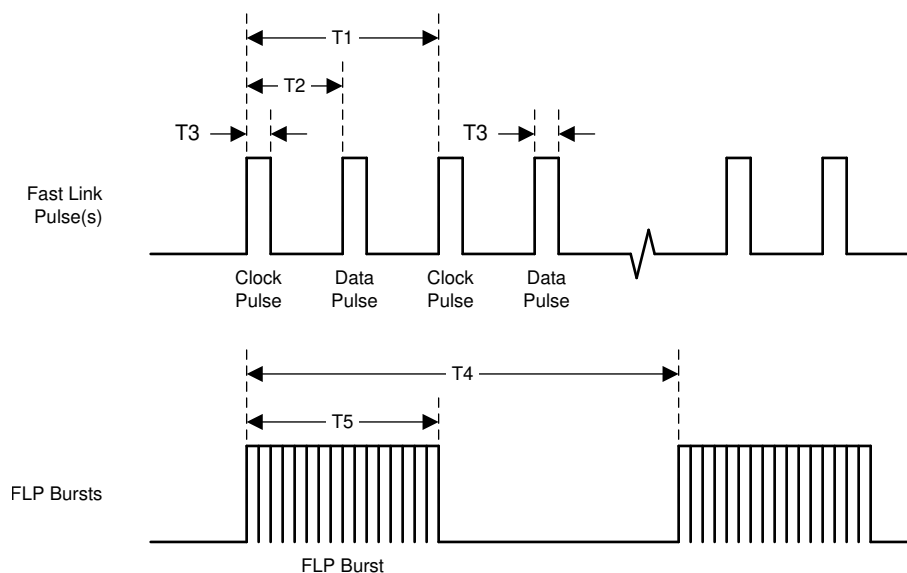 T1
T2
T3
T3
Fast Link
Pulse(s)
Clock
Pulse
Data
Pulse
Clock
Pulse
Data
Pulse
T4
T5
FLP Bursts
FLP Burst